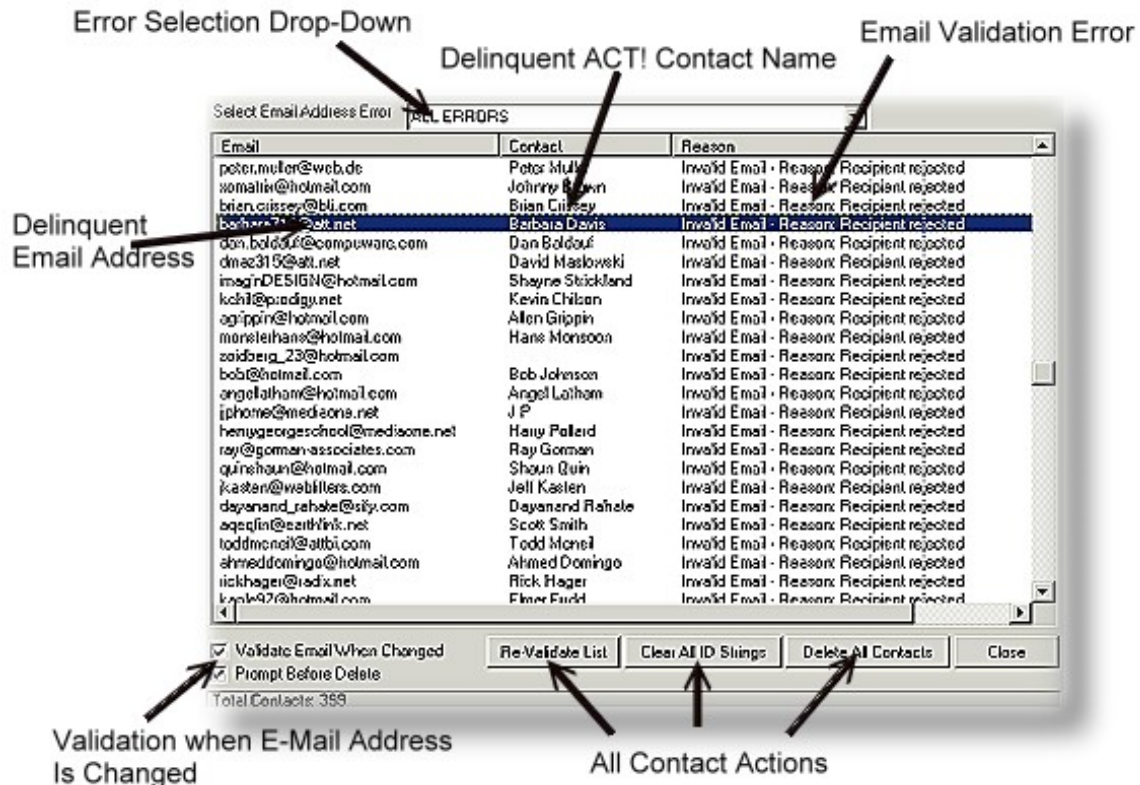 Error Selection Drop-Down
Email Validation Error
Delinquent ACT! Contact Name
Select Email Address Error ALL ERRORS
Email Contact Reason
peter.muller@web.de Peter Mulle Invalid Email - Reason: Recipient rejected
xomatrix@hotmail.com Johnny Brown Invalid Email - Reason: Recipient rejected
brian.crissey@bli.com Brian Crissey Invalid Email - Reason: Recipient rejected
Barbara Davis Invalid Email - Reason: Recipient rejected
Delinquent
Email Address
dan.baldauf@compuware.com Dan Baldauf Invalid Email - Reason: Recipient rejected
dmaz315@att.net David Maslowski Invalid Email - Reason: Recipient rejected
imaginDESIGN@hotmail.com Shayne Strickland Invalid Email - Reason: Recipient rejected
kchil@prodigy.net Kevin Chilson Invalid Email - Reason: Recipient rejected
agrippin@hotmail.com Allen Grippin Invalid Email - Reason: Recipient rejected
monsterhans@hotmail.com Hans Monsoon Invalid Email - Reason: Recipient rejected
zoidberg_23@hotmail.com Invalid Email - Reason: Recipient rejected
bob@hotmail.com Bob Johnson Invalid Email - Reason: Recipient rejected
angellatham@hotmail.com Angel Latham Invalid Email - Reason: Recipient rejected
jphome@mediaone.net J P Invalid Email - Reason: Recipient rejected
henrygeorgeschool@mediaone.net Harry Pollard Invalid Email - Reason: Recipient rejected
ray@gorman-associates.com Ray Gorman Invalid Email - Reason: Recipient rejected
quinshaun@hotmail.com Shaun Quin Invalid Email - Reason: Recipient rejected
jkasten@webfilters.com Jeff Kasten Invalid Email - Reason: Recipient rejected
dayanand_rahate@sify.com Dayanand Rahate Invalid Email - Reason: Recipient rejected
Scott Smith Invalid Email - Reason: Recipient rejected
toddmcneil@attbi.com Todd Mcneil Invalid Email - Reason: Recipient rejected
ahmeddomingo@hotmail.com Ahmed Domingo Invalid Email - Reason: Recipient rejected
rickhager@radix.net Rick Hager Invalid Email - Reason: Recipient rejected
Elmer Fudd Invalid Email - Reason: Recipient rejected
Validate Email When Changed Re-Validate List Clear All ID Strings Delete All Contacts Close
Prompt Before Delete
Total Contacts: 399
Validation when E-Mail Address
Is Changed
All Contact Actions